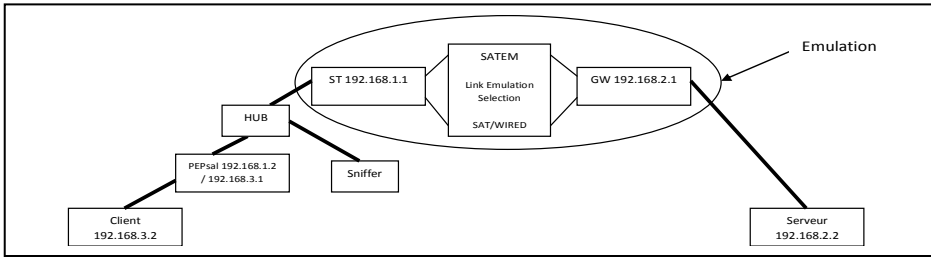 Emulation
SATEM
Link Emulation
Selection
SAT/WIRED
ST 192.168.1.1
GW 192.168.2.1
HUB
PEPsal 192.168.1.2
/ 192.168.3.1
Sniffer
Client
192.168.3.2
Serveur
192.168.2.2